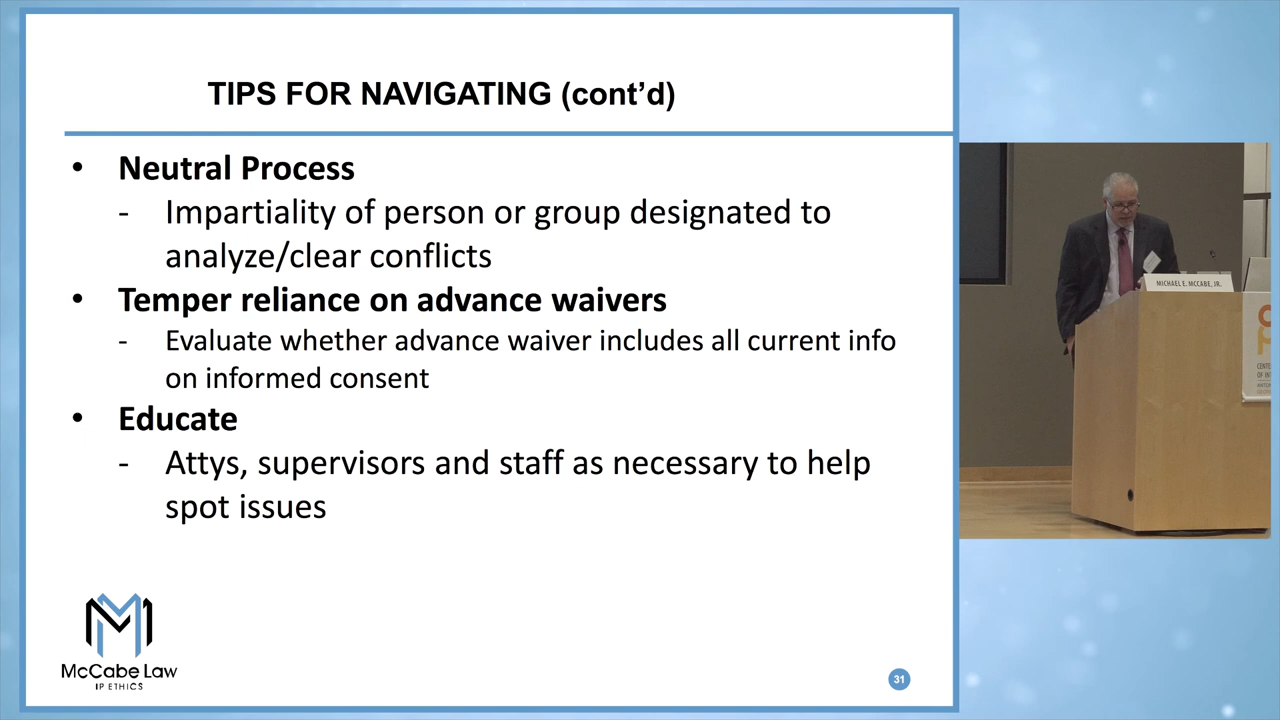 TIPS FOR NAVIGATING (cont’d)
• Neutral Process
- Impartiality of person or group designated to
analyze/clear conflicts
• Temper reliance on advance waivers
- Evaluate whether advance waiver includes all current info
on informed consent
• Educate
- Attys, supervisors and staff as necessary to help
spot issues
McCabe Law
IP ETHICS
31
MICHAEL E. MCCABE, JR.